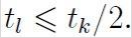 t_l ⩽ t_k/2.